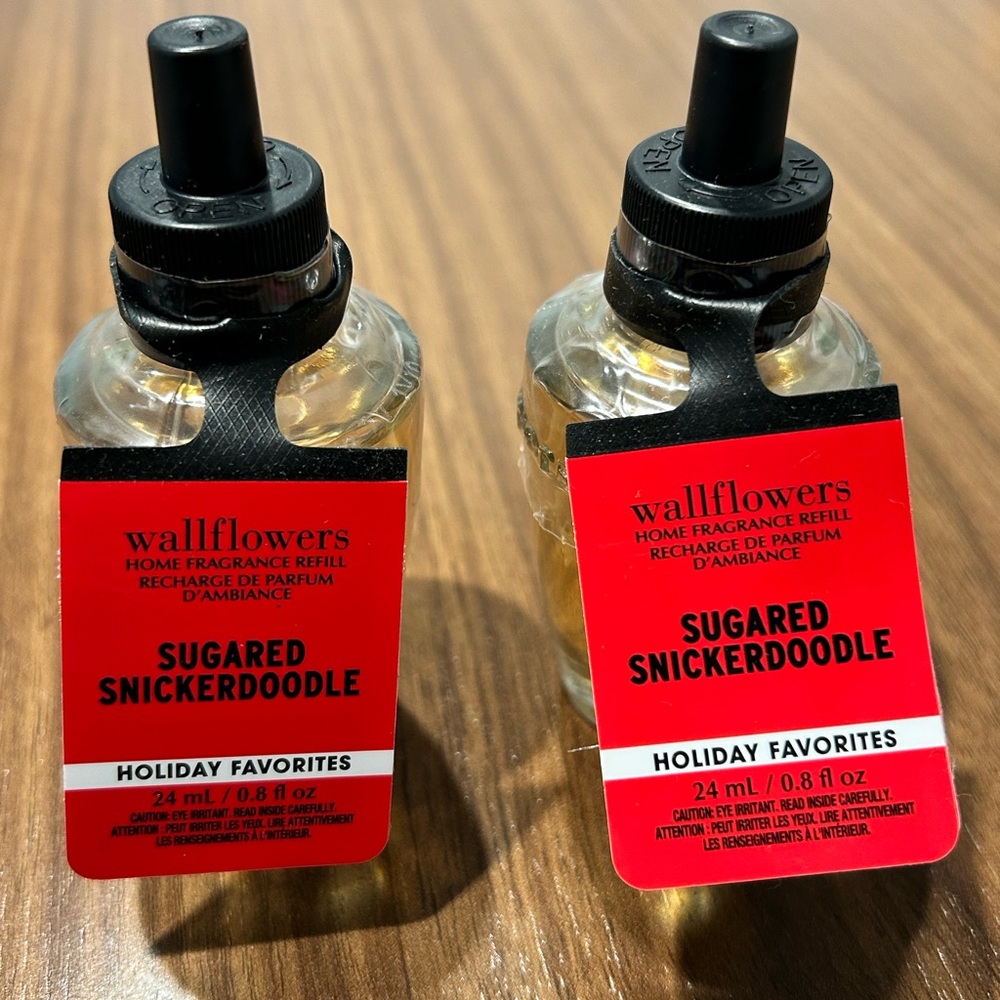 OPEN
wallflowers
HOME FRAGRANCE REFILL
RECHARGE DE PARFUM
D'AMBIANCE
SUGARED
SNICKERDOODLE
HOLIDAY FAVORITES
24 mL / 0.8 fl oz
CAUTION: EYE IRRITANT. READ INSIDE CAREFULLY.
ATTENTION : PEUT IRRITER LES YEUX. LIRE ATTENTIVEMENT
LES RENSEIGNEMENTS À L'INTÉRIEUR.
OPEN
OPEN
wallflowers
HOME FRAGRANCE REFILL
RECHARGE DE PARFUM
D'AMBIANCE
SUGARED
SNICKERDOODLE
HOLIDAY FAVORITES
24 mL / 0.8 fl oz
CAUTION: EYE IRRITANT. READ INSIDE CAREFULLY.
ATTENTION : PEUT IRRITER LES YEUX. LIRE ATTENTIVEMENT
LES RENSEIGNEMENTS À L'INTÉRIEUR.